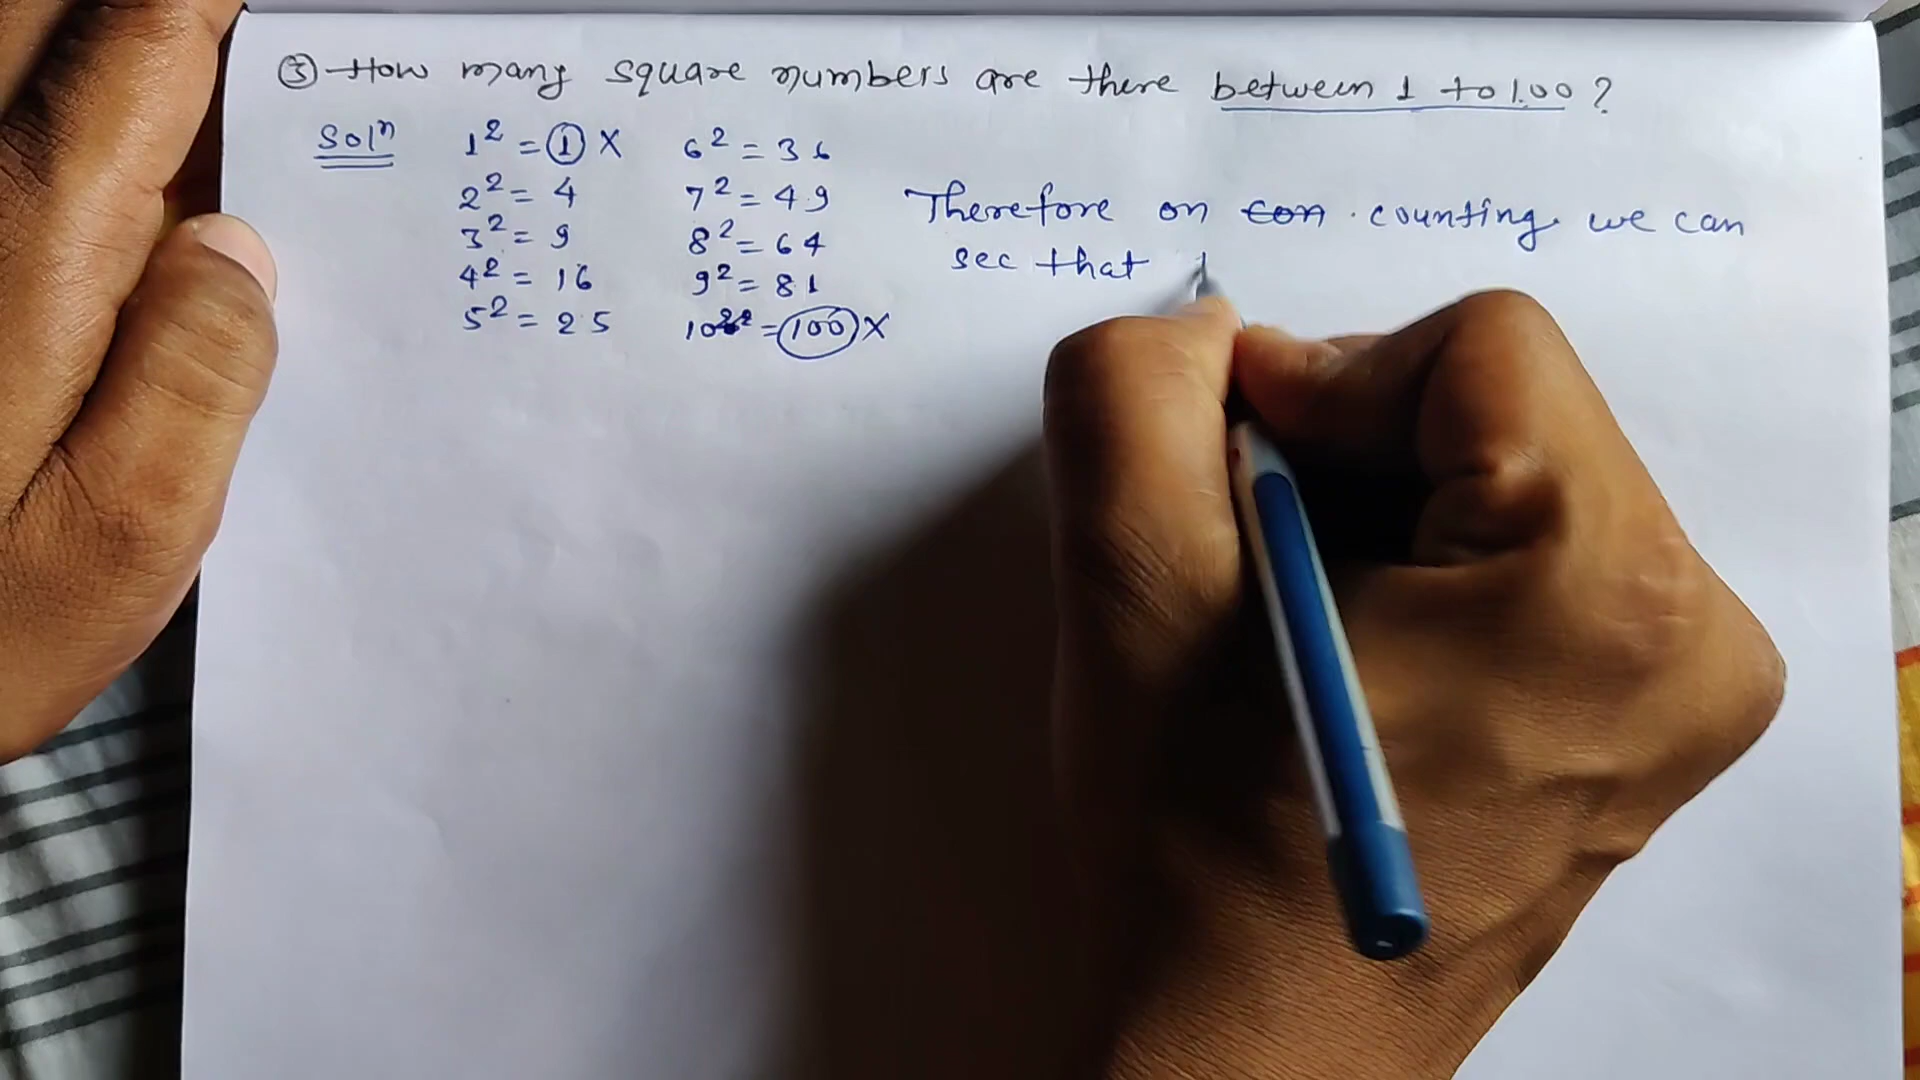 ③ How many square numbers are there between 1 to 100 ?
Solⁿ
1² = 1 X
2² = 4
3² = 9
4² = 16
5² = 25
6² = 36
7² = 49
8² = 64
9² = 81
10² = 100 X
Therefore on con counting we can
see that